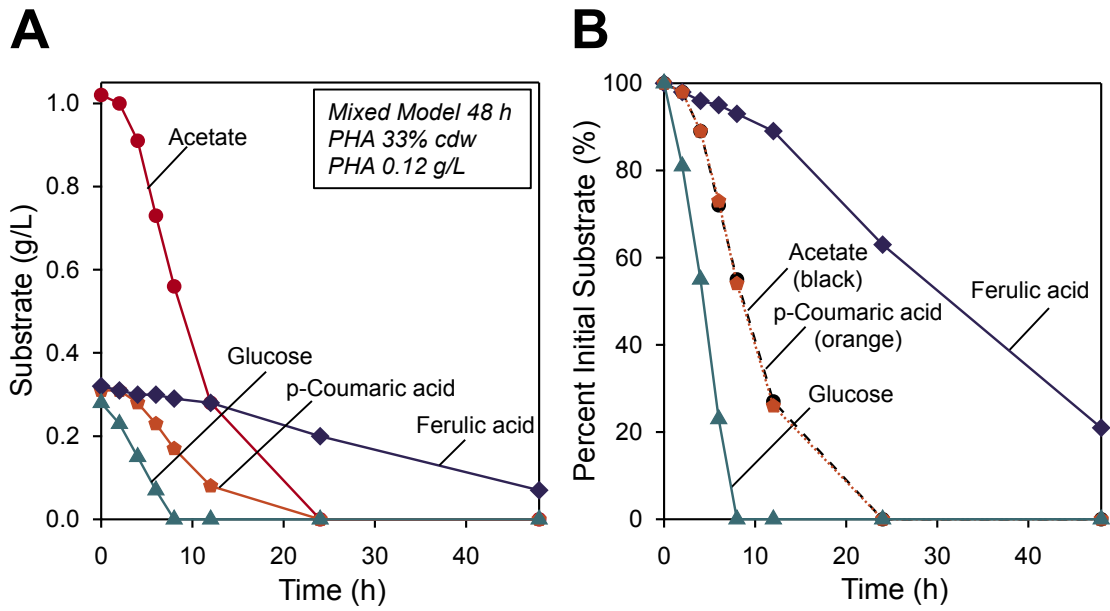 A
Substrate (g/L)
1.0
0.8
0.6
0.4
0.2
0.0
0
10
20
30
40
Time (h)
Mixed Model 48 h
PHA 33% cdw
PHA 0.12 g/L
Acetate
Glucose
p-Coumaric acid
Ferulic acid
B
Percent Initial Substrate (%)
100
80
60
40
20
0
0
10
20
30
40
Time (h)
Acetate
(black)
p-Coumaric acid
(orange)
Ferulic acid
Glucose